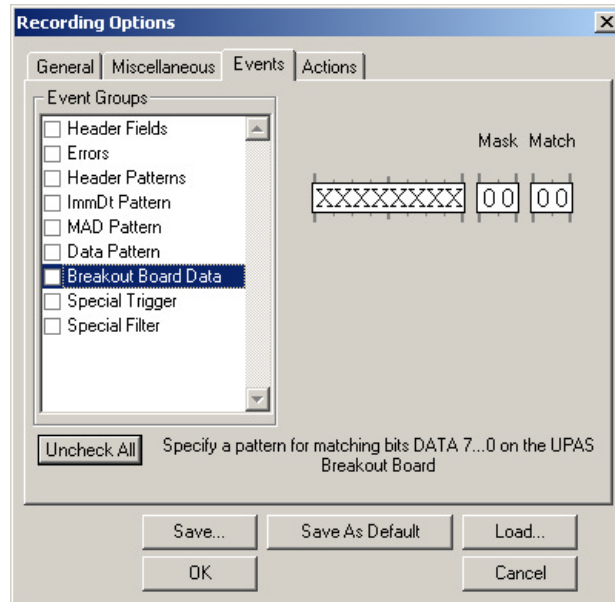 Recording Options
General Miscellaneous Events Actions
Event Groups
Header Fields
Errors
Header Patterns
ImmDt Pattern
MAD Pattern
Data Pattern
Breakout Board Data
Special Trigger
Special Filter
Mask Match
XXXXXXXX 00 00
Uncheck All
Specify a pattern for matching bits DATA 7...0 on the UPAS
Breakout Board
Save... Save As Default Load...
OK Cancel